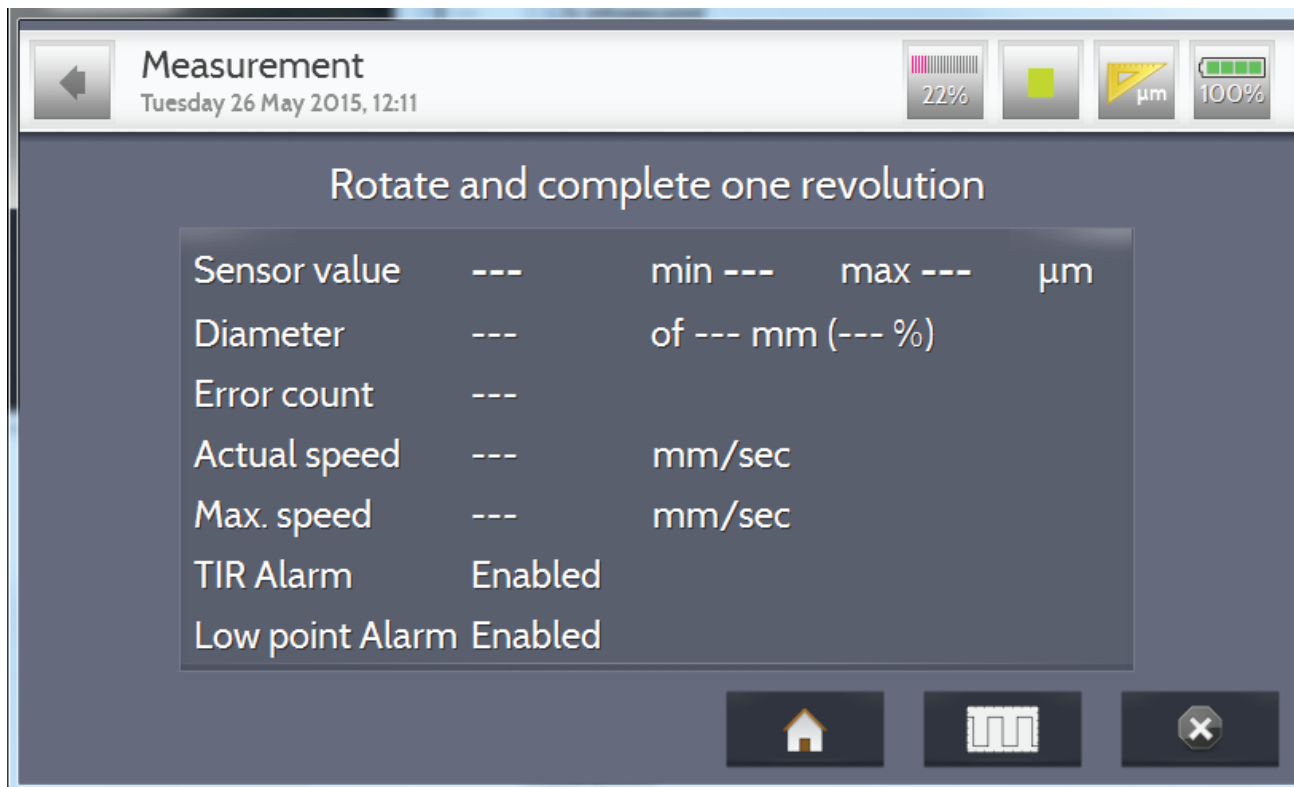 Measurement
Tuesday 26 May 2015, 12:11
22%
µm
100%
Rotate and complete one revolution
Sensor value --- min --- max --- µm
Diameter --- of --- mm (--- %)
Error count ---
Actual speed --- mm/sec
Max. speed --- mm/sec
TIR Alarm Enabled
Low point Alarm Enabled